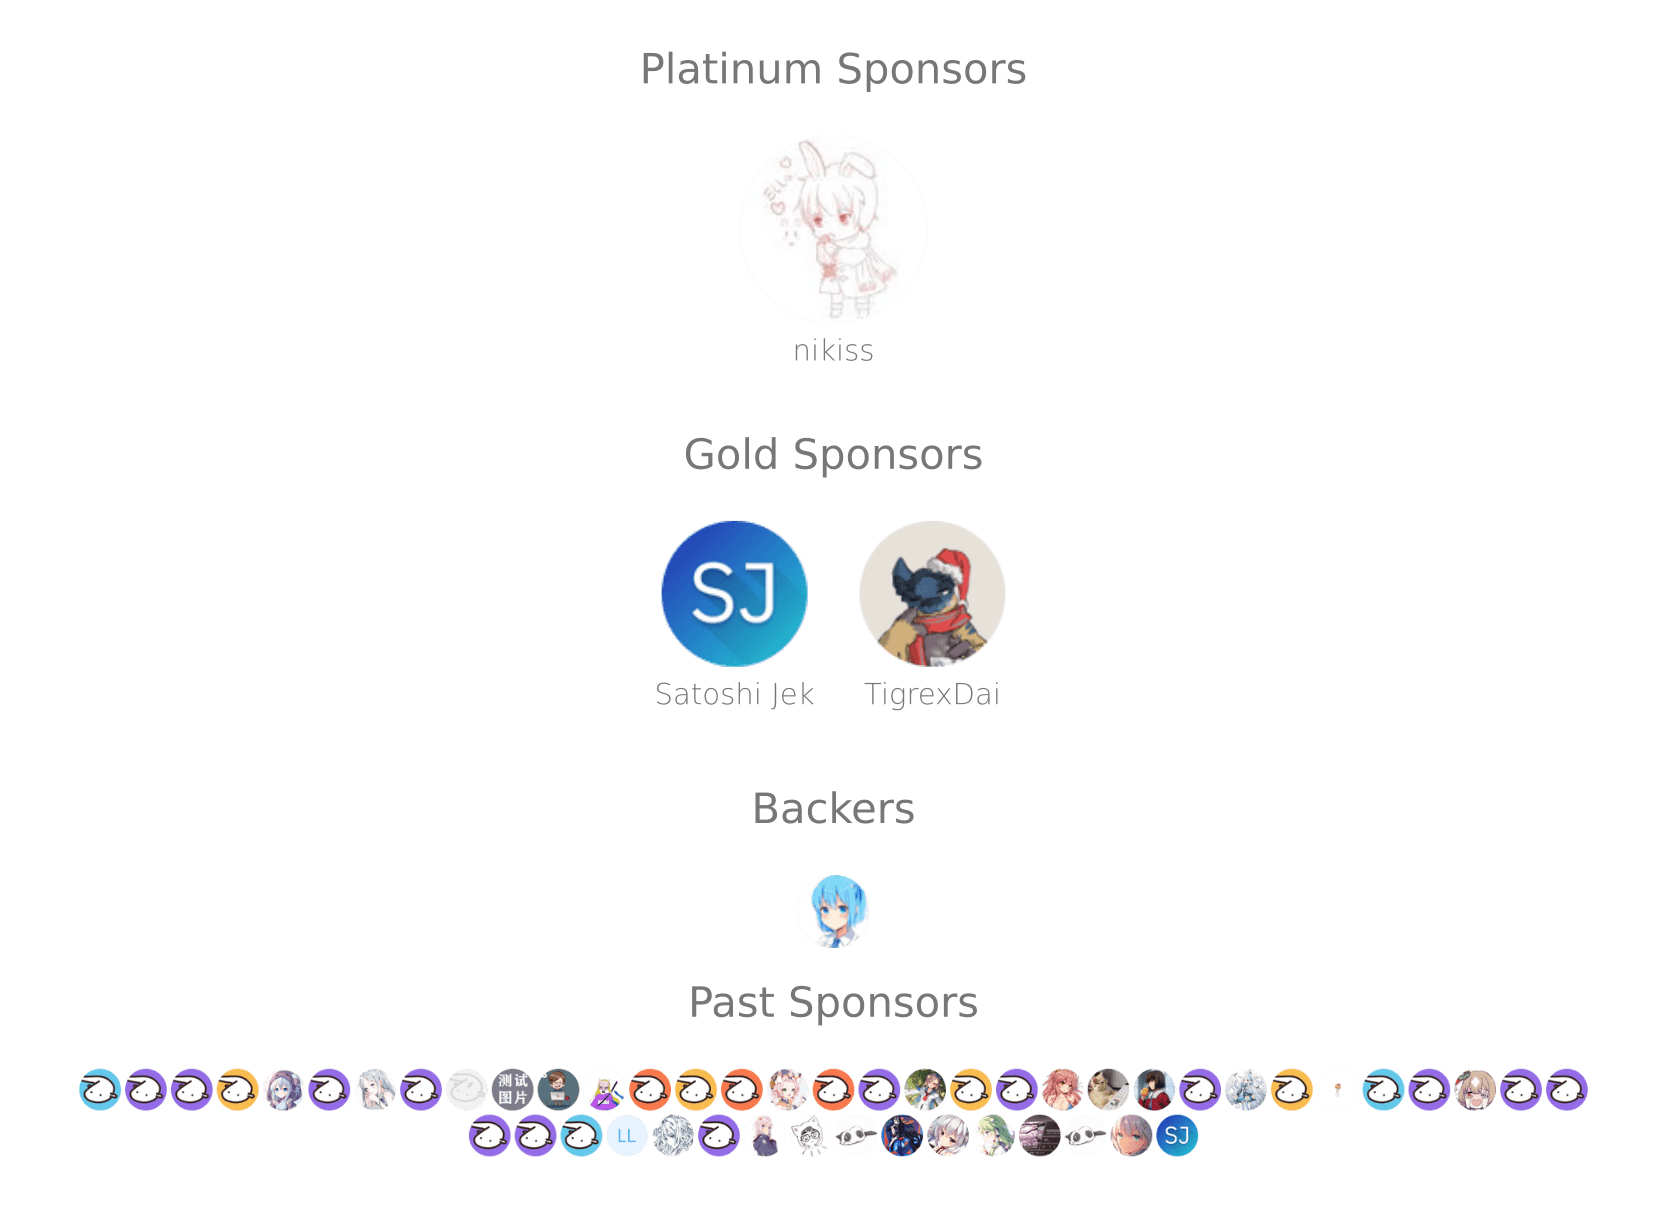 Platinum Sponsors
nikiss
Gold Sponsors
SJ
Satoshi Jek
TigrexDai
Backers
Past Sponsors
测试
图片
LL
SJ